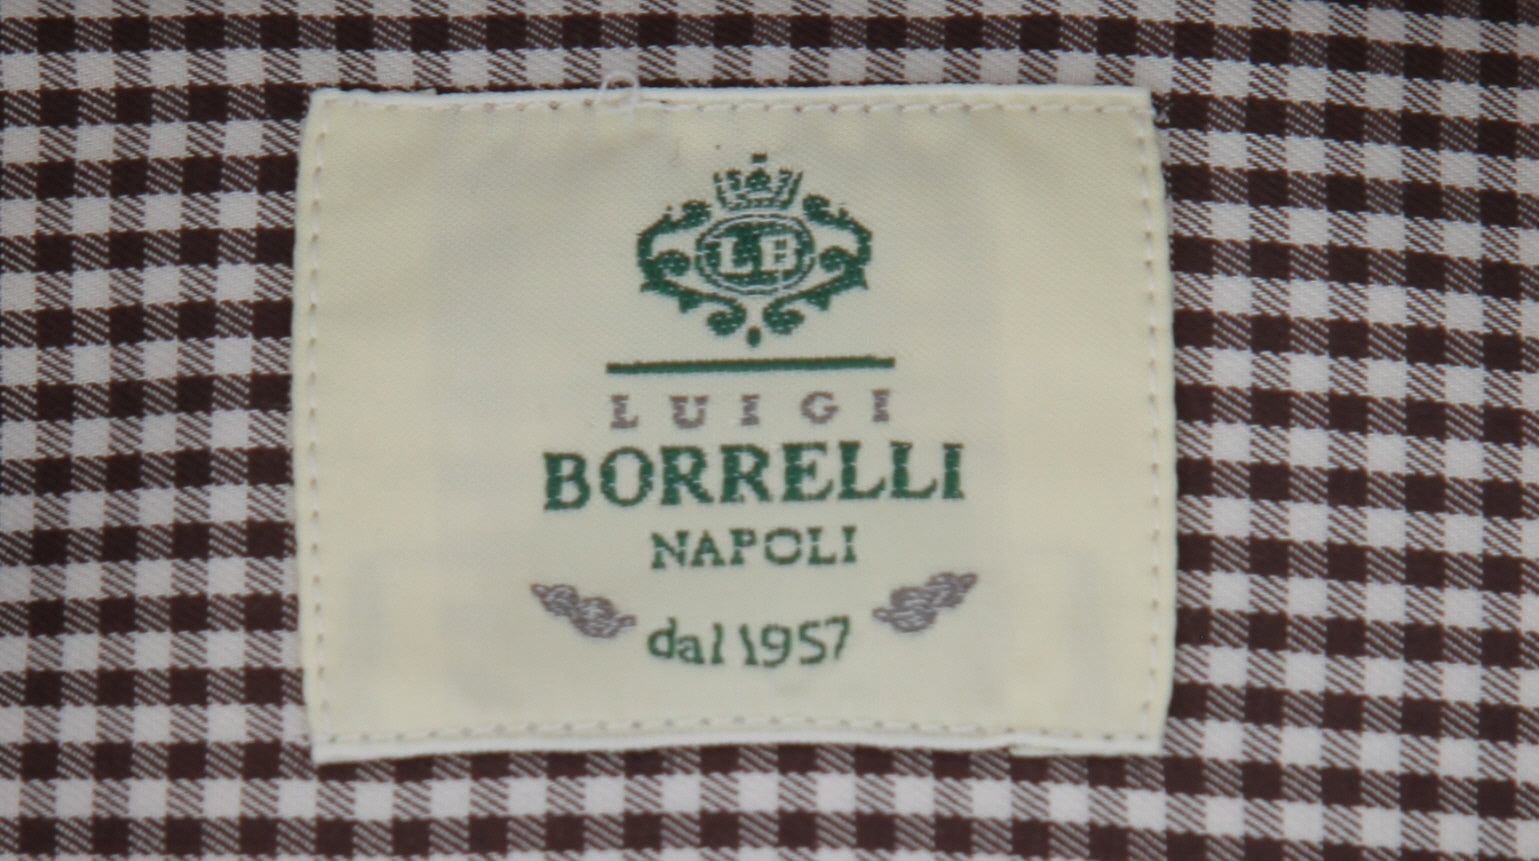 LB
LUIGI
BORRELLI
NAPOLI
dal 1957